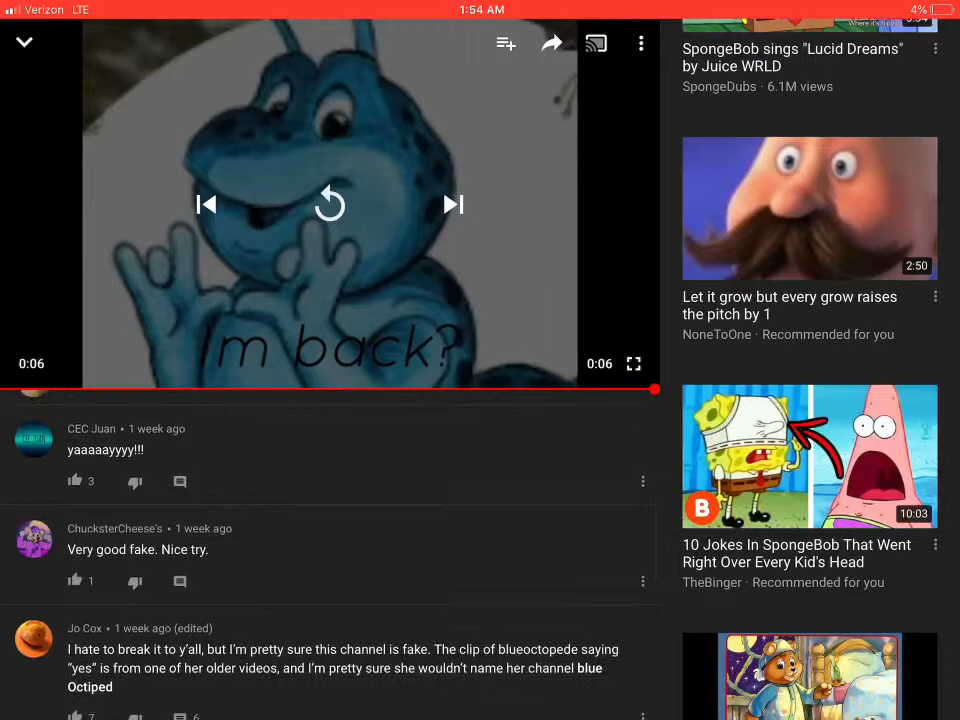 Verizon LTE 1:54 AM 4%
Where it's hip
SpongeBob sings "Lucid Dreams"
by Juice WRLD
SpongeDubs · 6.1M views
I'm back?
0:06 0:06
2:50
Let it grow but every grow raises
the pitch by 1
NoneToOne · Recommended for you
CEC Juan • 1 week ago
yaaaaayyyy!!!
3
ChucksterCheese's • 1 week ago
Very good fake. Nice try.
1
B
10:03
10 Jokes In SpongeBob That Went
Right Over Every Kid's Head
TheBinger · Recommended for you
Jo Cox • 1 week ago (edited)
I hate to break it to y'all, but I'm pretty sure this channel is fake. The clip of blueoctopede saying
“yes” is from one of her older videos, and I'm pretty sure she wouldn't name her channel blue
Octiped
7 6